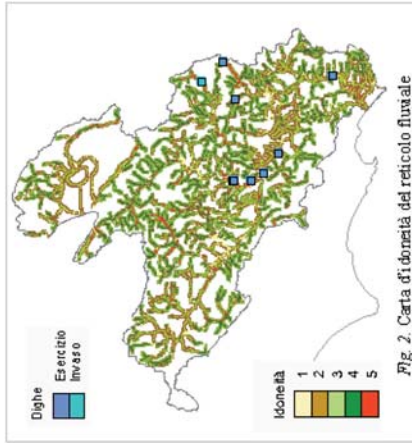 Dighe
Esercizio
Invaso
Idoneità
1
2
3
4
5
Fig. 2. Carta d'idoneità del reticolo fluviale